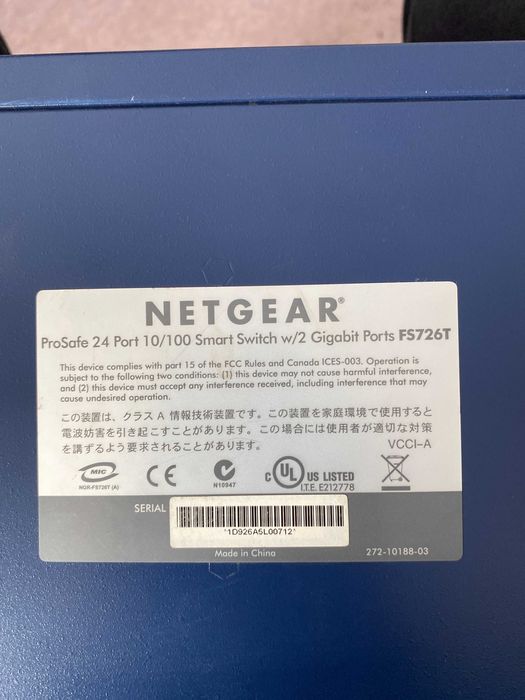 NETGEAR®
ProSafe 24 Port 10/100 Smart Switch w/2 Gigabit Ports FS726T
This device complies with part 15 of the FCC Rules and Canada ICES-003. Operation is
subject to the following two conditions: (1) this device may not cause harmful interference,
and (2) this device must accept any interference received, including interference that may
cause undesired operation.
この装置は、クラス A 情報技術装置です。この装置を家庭環境で使用すると
電波妨害を引き起こすことがあります。この場合には使用者が適切な対策
を講ずるよう要求されることがあります。
VCCI-A
MIC
NGR-FS726T (A)
CE
N10947
C UL US LISTED
I.T.E. E212778
SERIAL
1D926A5L00712
Made in China
272-10188-03